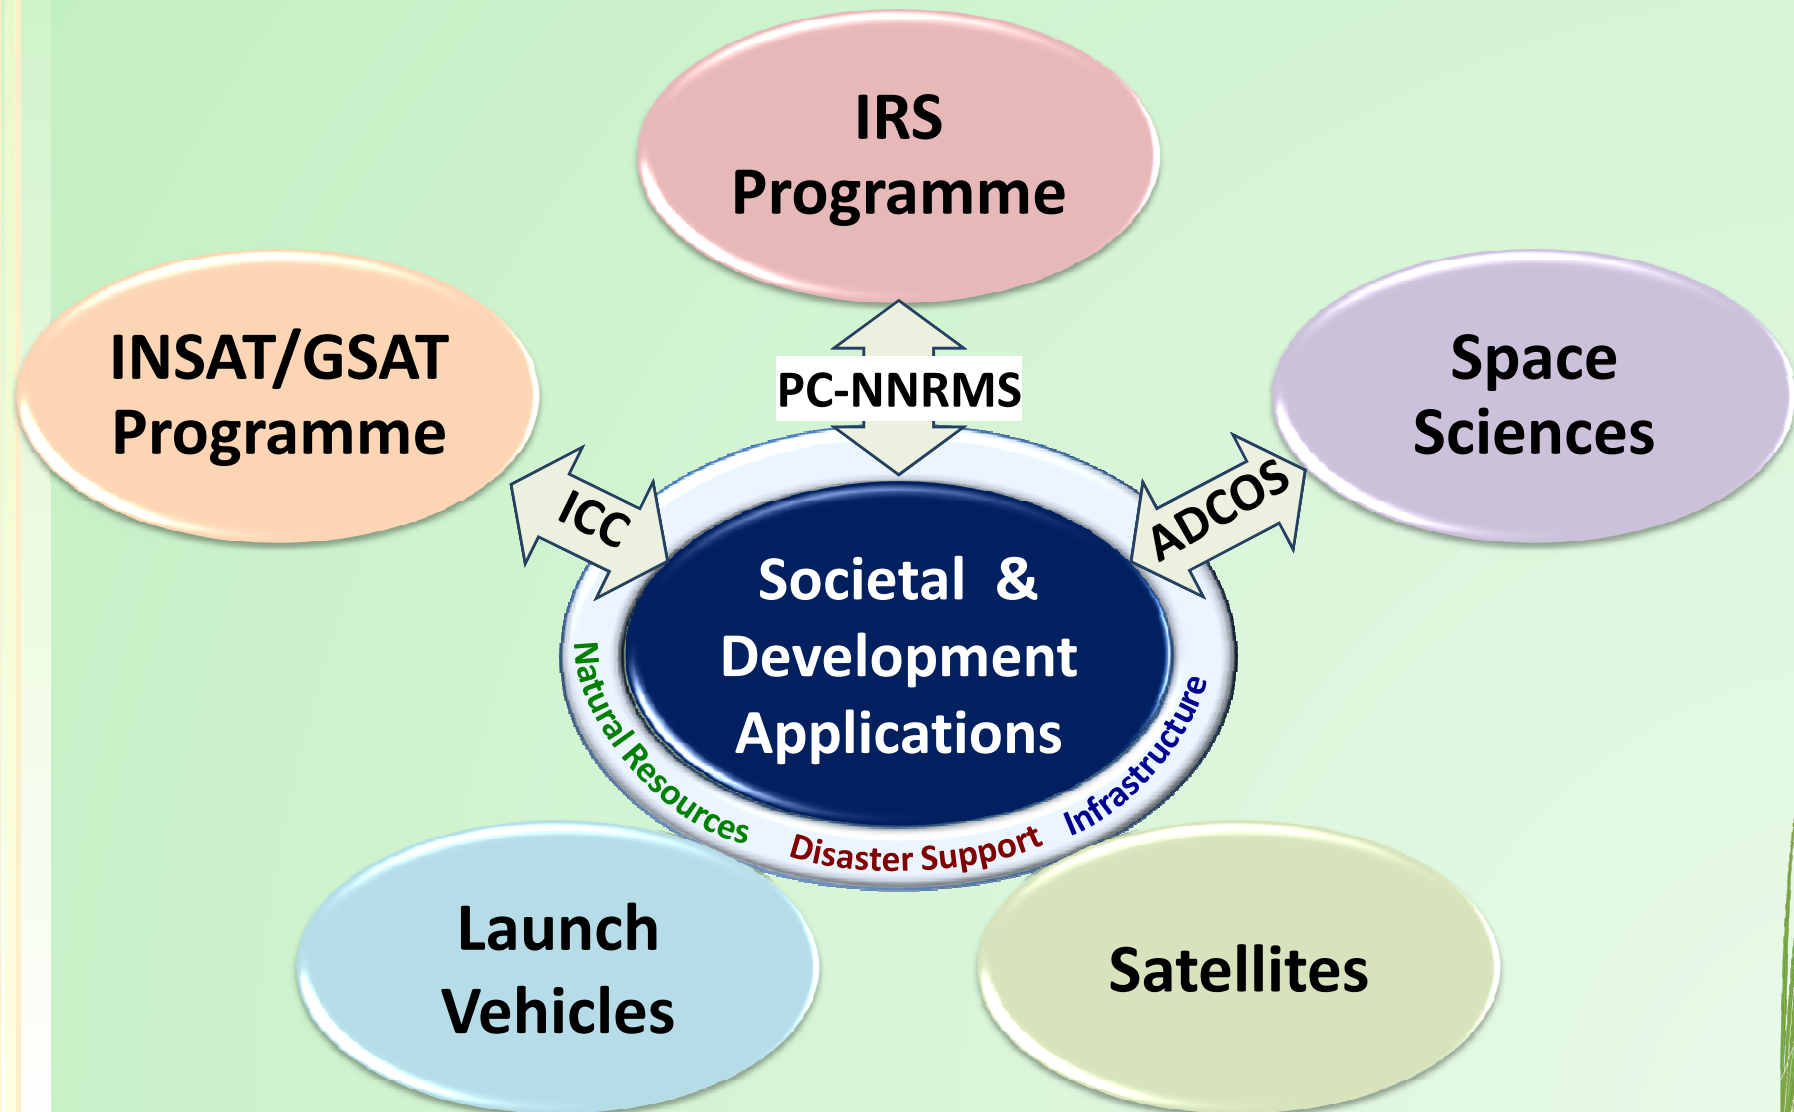 IRS
Programme
INSAT/GSAT
Programme
Space
Sciences
PC-NNRMS
ICC
ADCOS
Societal &
Development
Applications
Natural Resources
Disaster Support
Infrastructure
Launch
Vehicles
Satellites